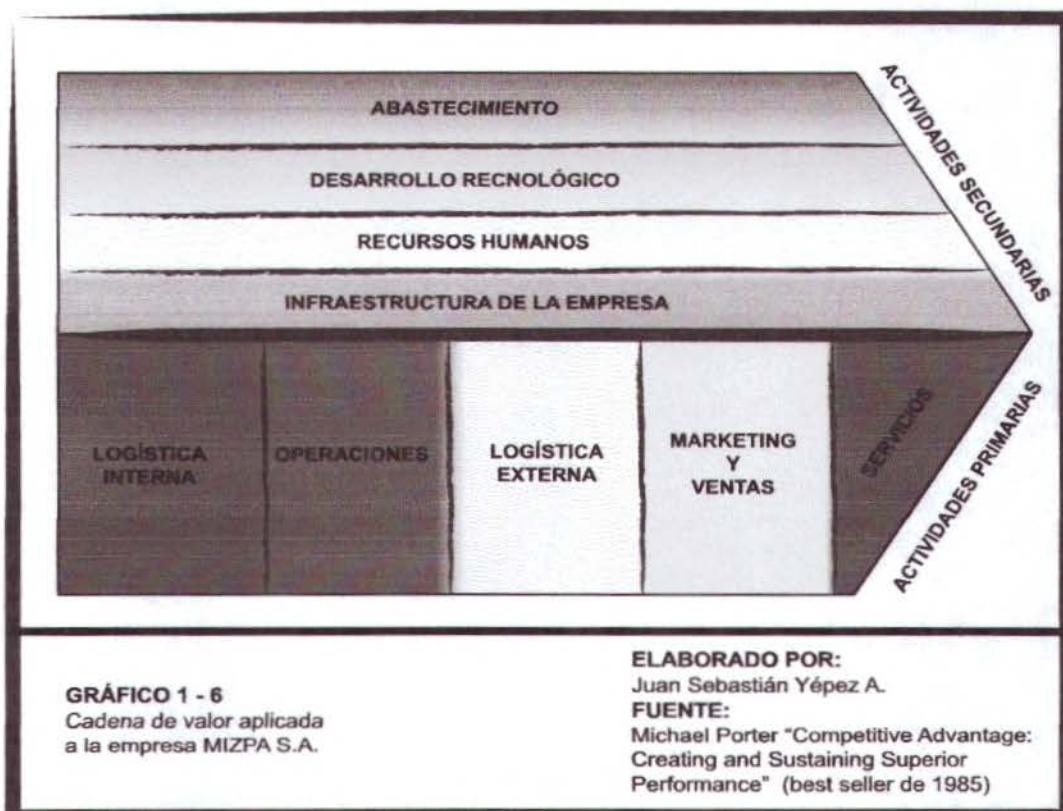 ABASTECIMIENTO
DESARROLLO RECNOLÓGICO
RECURSOS HUMANOS
INFRAESTRUCTURA DE LA EMPRESA
ACTIVIDADES SECUNDARIAS
LOGÍSTICA
INTERNA
OPERACIONES
LOGÍSTICA
EXTERNA
MARKETING
Y
VENTAS
SERVICIOS
ACTIVIDADES PRIMARIAS
GRÁFICO 1 - 6
Cadena de valor aplicada
a la empresa MIZPA S.A.
ELABORADO POR:
Juan Sebastián Yépez A.
FUENTE:
Michael Porter “Competitive Advantage:
Creating and Sustaining Superior
Performance” (best seller de 1985)